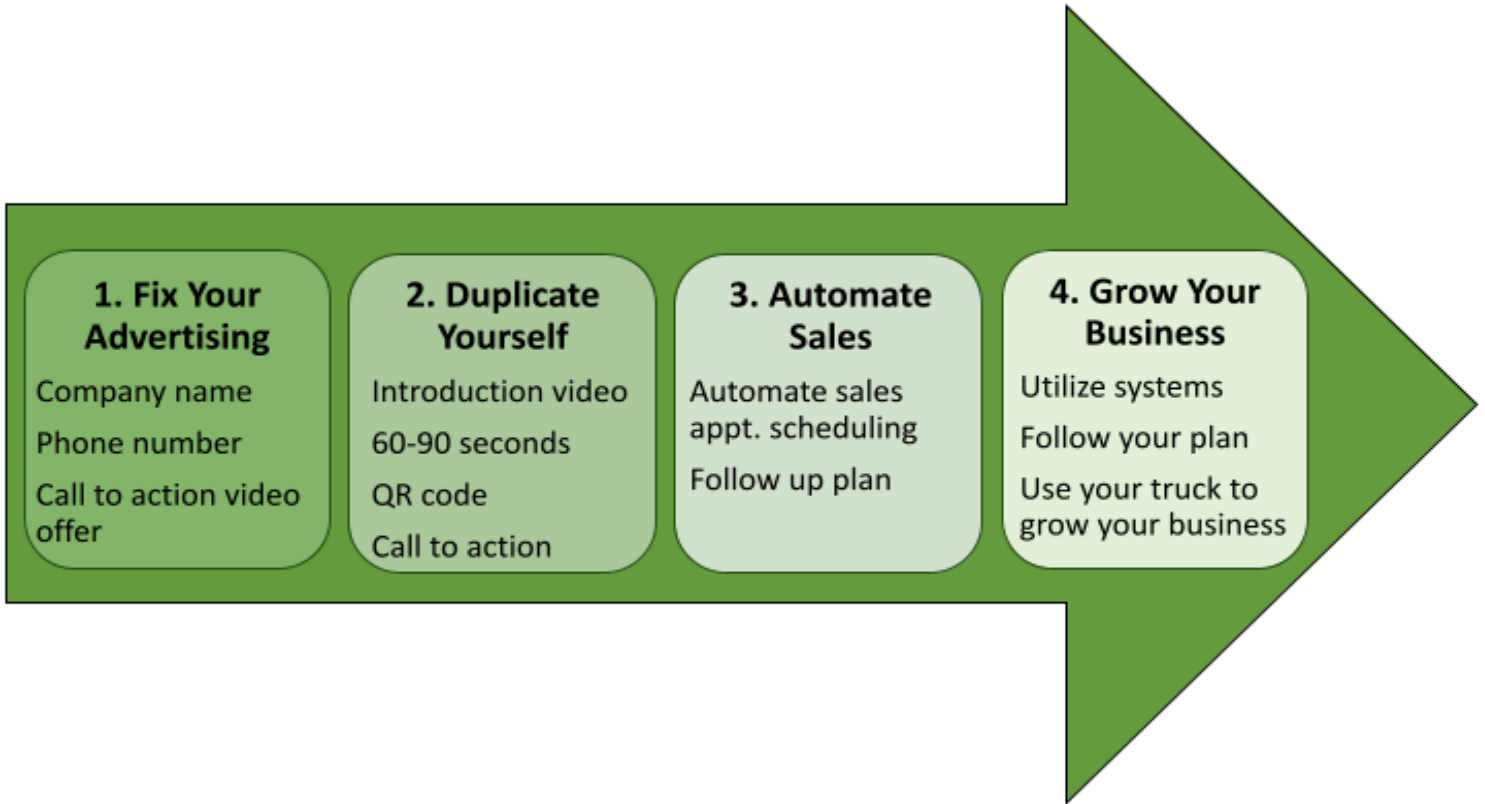 1. Fix Your
Advertising
Company name
Phone number
Call to action video
offer
2. Duplicate
Yourself
Introduction video
60-90 seconds
QR code
Call to action
3. Automate
Sales
Automate sales
appt. scheduling
Follow up plan
4. Grow Your
Business
Utilize systems
Follow your plan
Use your truck to
grow your business